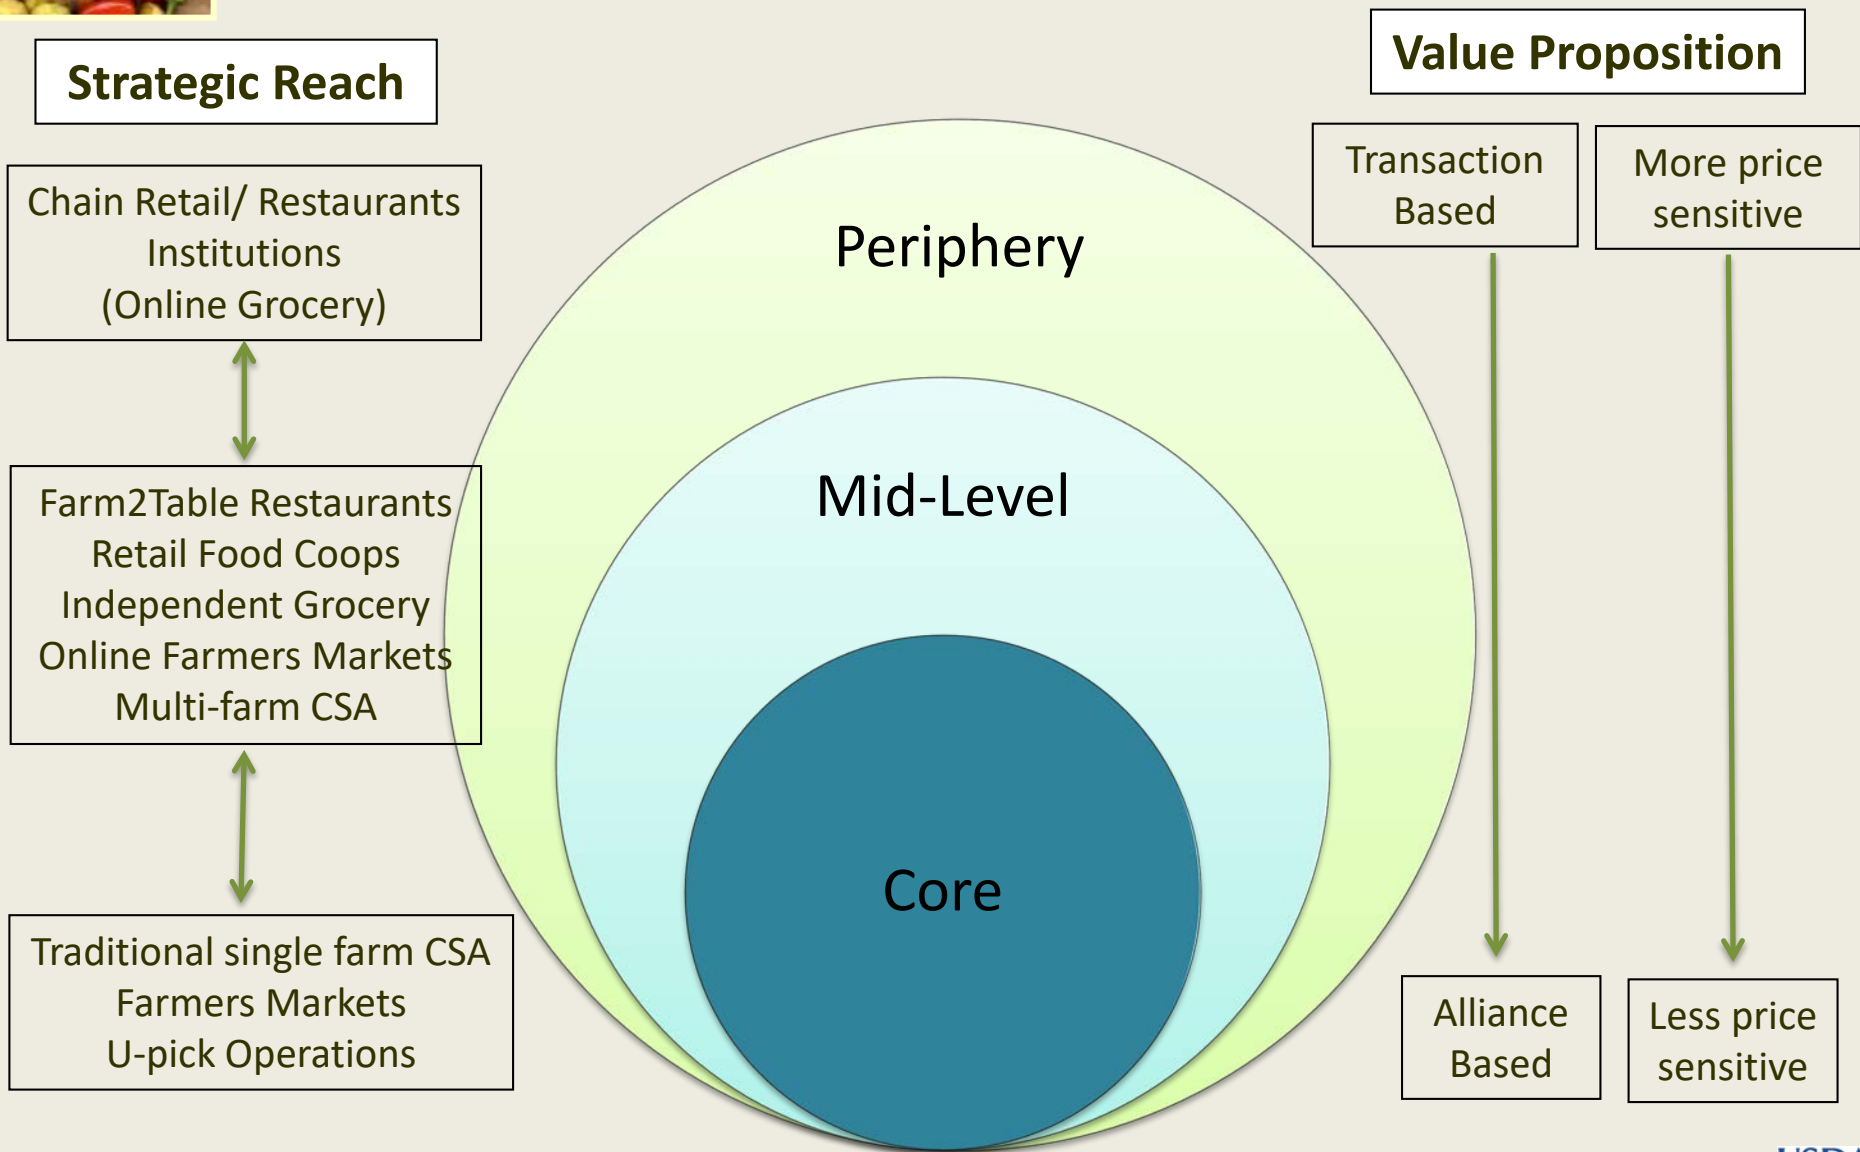 Strategic Reach
Chain Retail/ Restaurants
Institutions
(Online Grocery)
Farm2Table Restaurants
Retail Food Coops
Independent Grocery
Online Farmers Markets
Multi-farm CSA
Traditional single farm CSA
Farmers Markets
U-pick Operations
Periphery
Mid-Level
Core
Value Proposition
Transaction
Based
More price
sensitive
Alliance
Based
Less price
sensitive
USDA